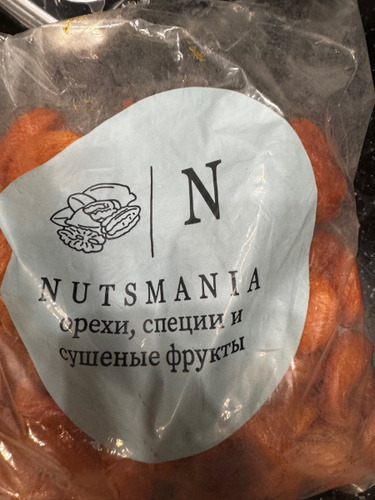 N
NUTSMANIA
орехи, специи и
сушеные фрукты